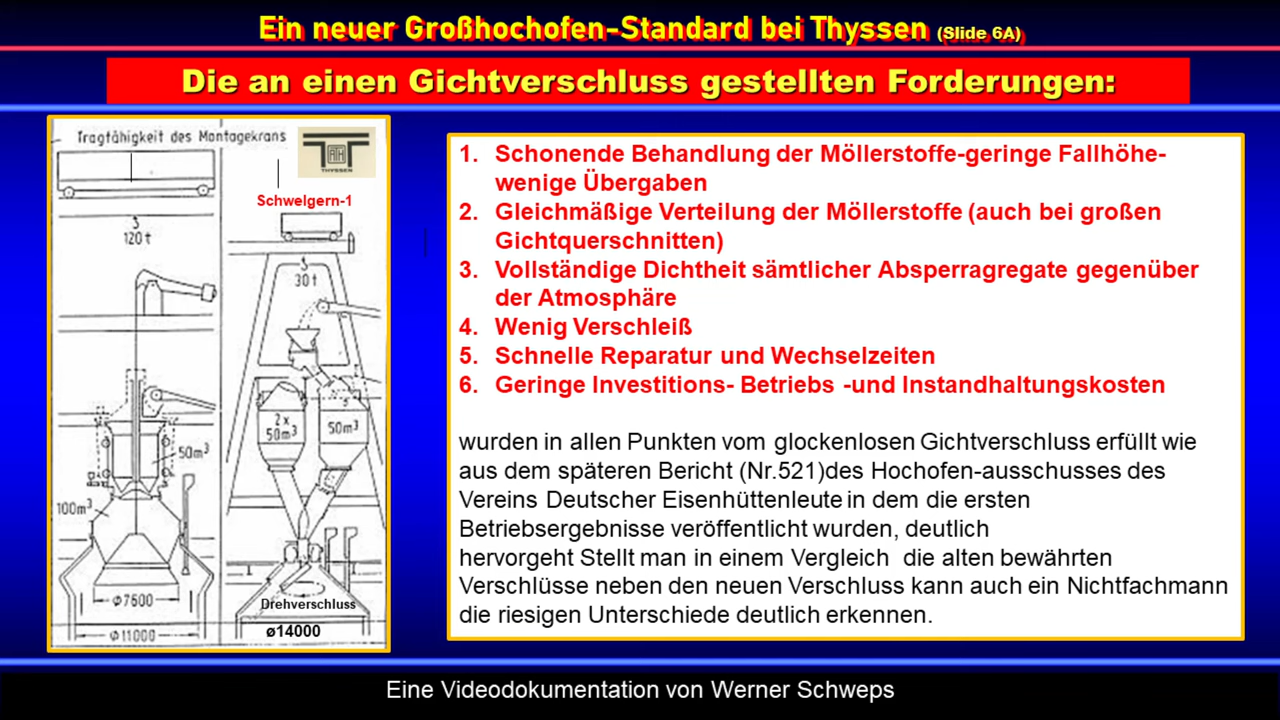 Ein neuer Großhochofen-Standard bei Thyssen (Slide 6A)
Die an einen Gichtverschluss gestellten Forderungen:
Tragfähigkeit des Montagekrans
ATH
THYSSEN
Schwelgern-1
120t
30t
2x
50m³
50m³
50m³
100m³
Ø7600
Drehverschluss
Ø11000
ø14000
1. Schonende Behandlung der Möllerstoffe-geringe Fallhöhe-
wenige Übergaben
2. Gleichmäßige Verteilung der Möllerstoffe (auch bei großen
Gichtquerschnitten)
3. Vollständige Dichtheit sämtlicher Absperragregate gegenüber
der Atmosphäre
4. Wenig Verschleiß
5. Schnelle Reparatur und Wechselzeiten
6. Geringe Investitions- Betriebs -und Instandhaltungskosten
wurden in allen Punkten vom glockenlosen Gichtverschluss erfüllt wie
aus dem späteren Bericht (Nr.521)des Hochofen-ausschusses des
Vereins Deutscher Eisenhüttenleute in dem die ersten
Betriebsergebnisse veröffentlicht wurden, deutlich
hervorgeht Stellt man in einem Vergleich die alten bewährten
Verschlüsse neben den neuen Verschluss kann auch ein Nichtfachmann
die riesigen Unterschiede deutlich erkennen.
Eine Videodokumentation von Werner Schweps